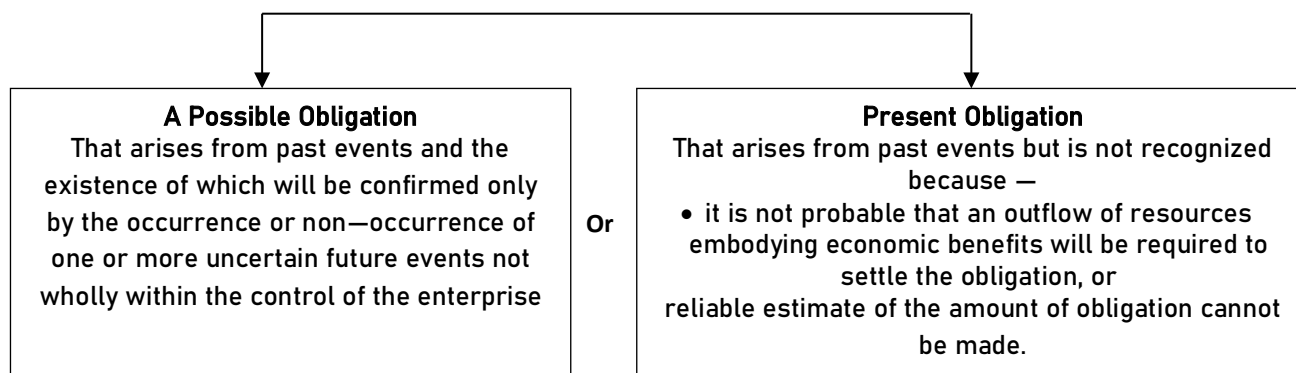 A Possible Obligation
That arises from past events and the
existence of which will be confirmed only
by the occurrence or non—occurrence of
one or more uncertain future events not
wholly within the control of the enterprise
Or
Present Obligation
That arises from past events but is not recognized
because —
• it is not probable that an outflow of resources
embodying economic benefits will be required to
settle the obligation, or
reliable estimate of the amount of obligation cannot
be made.